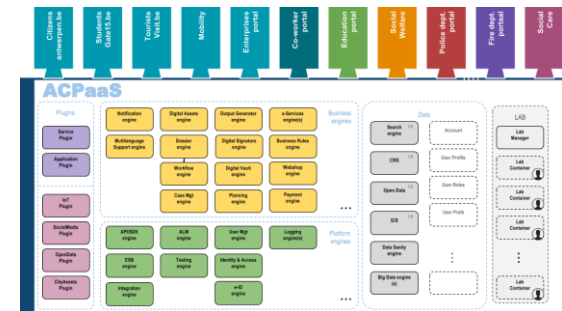 Citizens
antwerpen.be
Students
Gate15.be
Tourists
Visit.be
Mobility
Enterprises
portal
Co-worker
portal
Education
portal
Social
Welfare
Police dept.
portal
Fire dept.
portaal
Social
Care
ACPaaS
Plugins
Service
Plugin
Application
Plugin
IoT
Plugin
SocialMedia
Plugin
OpenData
Plugin
CityAssets
Plugin
Business
engines
Notification
engine
Digital Assets
engine
Output Generator
engine
e-Services
engine(s)
Multilanguage
Support engine
Dossier
engine
Digital Signature
engine
Business Rules
engine
Workflow
engine
Digital Vault
engine
Webshop
engine
Case Mgt
engine
Planning
engine
Payment
engine
...
Platform
engines
API/SDK
engine
ALM
engine
User Mgt
engine
Logging
engine(s)
ESB
engine
Testing
engine
Identity & Access
engine
Integration
engine
e-ID
engine
...
Data
Search
engine
Account
CRS
User Profile
Open Data
User Roles
GIS
User Prefs
Data Sanity
engine
Big Data engine
(s)
LAB
Lab
Manager
Lab
Container
Lab
Container
Lab
Container
Lab
Container